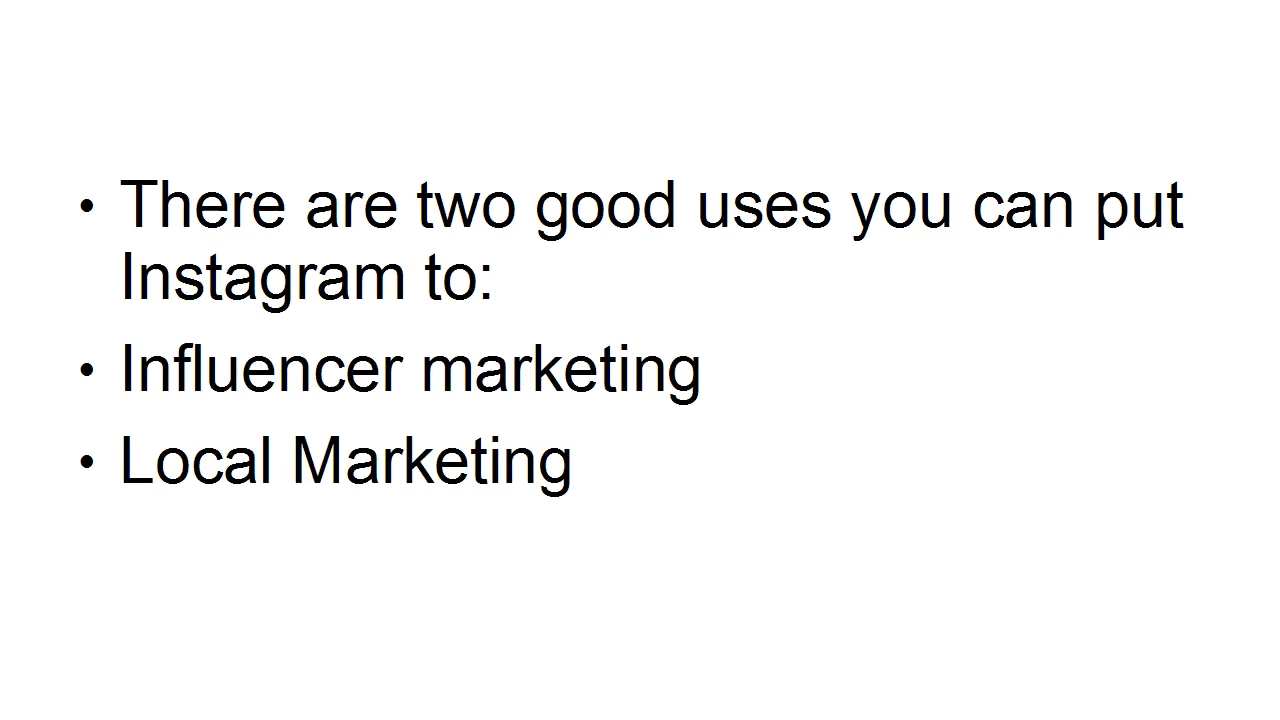 • There are two good uses you can put
Instagram to:
• Influencer marketing
• Local Marketing